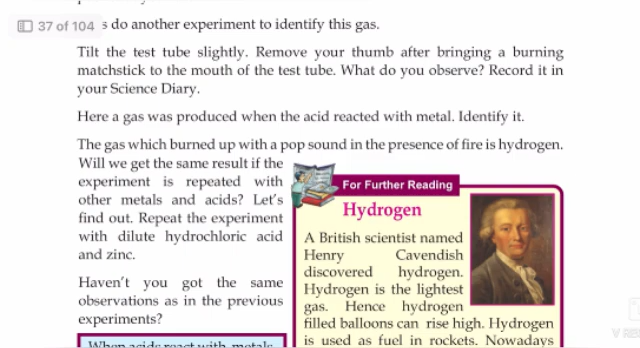 37 of 104
s do another experiment to identify this gas.
Tilt the test tube slightly. Remove your thumb after bringing a burning
matchstick to the mouth of the test tube. What do you observe? Record it in
your Science Diary.
Here a gas was produced when the acid reacted with metal. Identify it.
The gas which burned up with a pop sound in the presence of fire is hydrogen.
Will we get the same result if the
experiment is repeated with
other metals and acids? Let's
find out. Repeat the experiment
with dilute hydrochloric acid
and zinc.
Haven't you got the same
observations as in the previous
experiments?
When acids react with metals
For Further Reading
Hydrogen
A British scientist named
Henry Cavendish
discovered hydrogen.
Hydrogen is the lightest
gas. Hence hydrogen
filled balloons can rise high. Hydrogen
is used as fuel in rockets. Nowadays